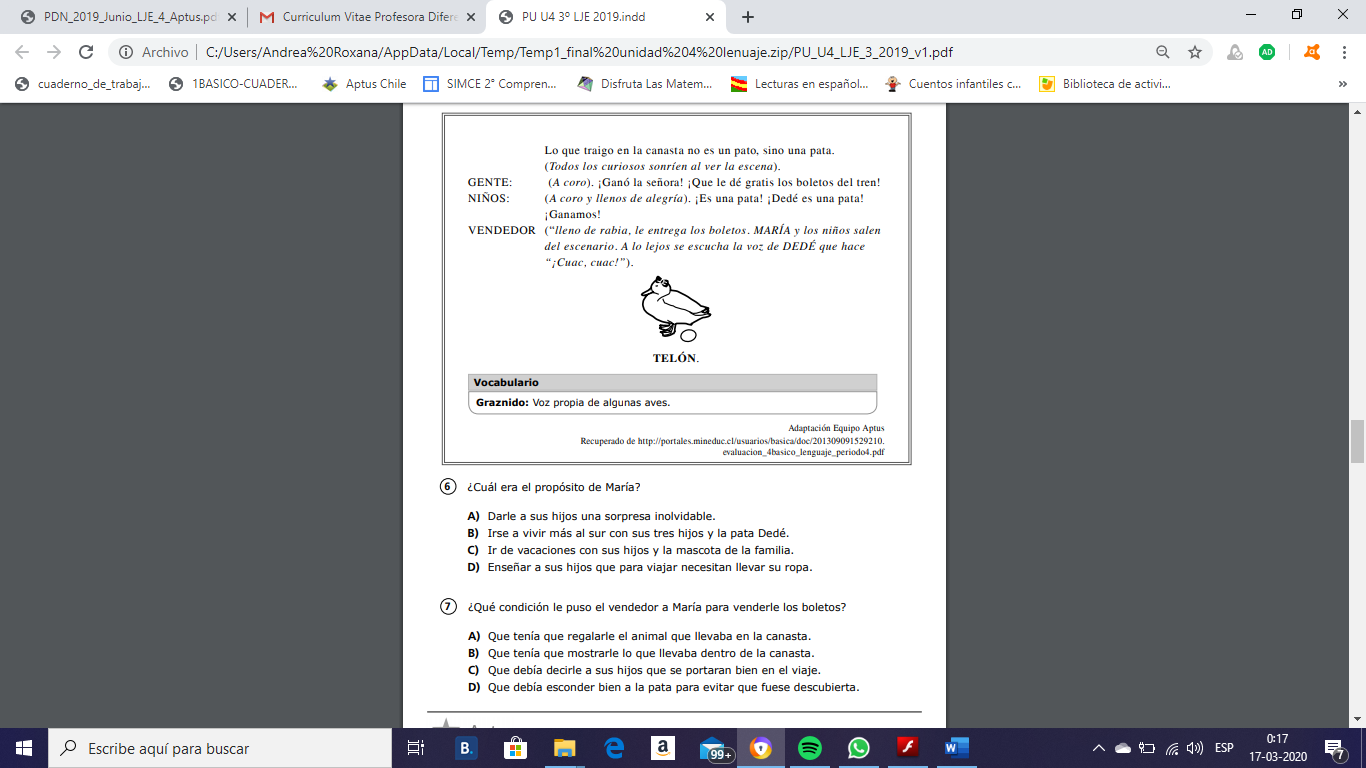 PDN_2019_Junio_LJE_4_Aptus.pd
Curriculum Vitae Profesora Difere
PU U4 3º LJE 2019.indd
Archivo
C:/Users/Andrea%20Roxana/AppData/Local/Temp/Temp1_final%20unidad%204%20lenuaje.zip/PU_U4_LJE_3_2019_v1.pdf
AD
cuaderno_de_trabaj...
1BASICO-CUADER...
Aptus Chile
SIMCE 2° Compren...
Disfruta Las Matem...
Lecturas en español...
Cuentos infantiles c...
Biblioteca de activi...
»
Lo que traigo en la canasta no es un pato, sino una pata.
(Todos los curiosos sonríen al ver la escena).
GENTE: (A coro). ¡Ganó la señora! ¡Que le dé gratis los boletos del tren!
NIÑOS: (A coro y llenos de alegría). ¡Es una pata! ¡Dedé es una pata!
¡Ganamos!
VENDEDOR (“lleno de rabia, le entrega los boletos. MARÍA y los niños salen
del escenario. A lo lejos se escucha la voz de DEDÉ que hace
“¡Cuac, cuac!”).
TELÓN.
Vocabulario
Graznido: Voz propia de algunas aves.
Adaptación Equipo Aptus
Recuperado de http://portales.mineduc.cl/usuarios/basica/doc/201309091529210.
evaluacion_4basico_lenguaje_periodo4.pdf
6 ¿Cuál era el propósito de María?
A) Darle a sus hijos una sorpresa inolvidable.
B) Irse a vivir más al sur con sus tres hijos y la pata Dedé.
C) Ir de vacaciones con sus hijos y la mascota de la familia.
D) Enseñar a sus hijos que para viajar necesitan llevar su ropa.
7 ¿Qué condición le puso el vendedor a María para venderle los boletos?
A) Que tenía que regalarle el animal que llevaba en la canasta.
B) Que tenía que mostrarle lo que llevaba dentro de la canasta.
C) Que debía decirle a sus hijos que se portaran bien en el viaje.
D) Que debía esconder bien a la pata para evitar que fuese descubierta.
Escribe aquí para buscar
B.
a
99+
W
ESP
0:17
17-03-2020
7